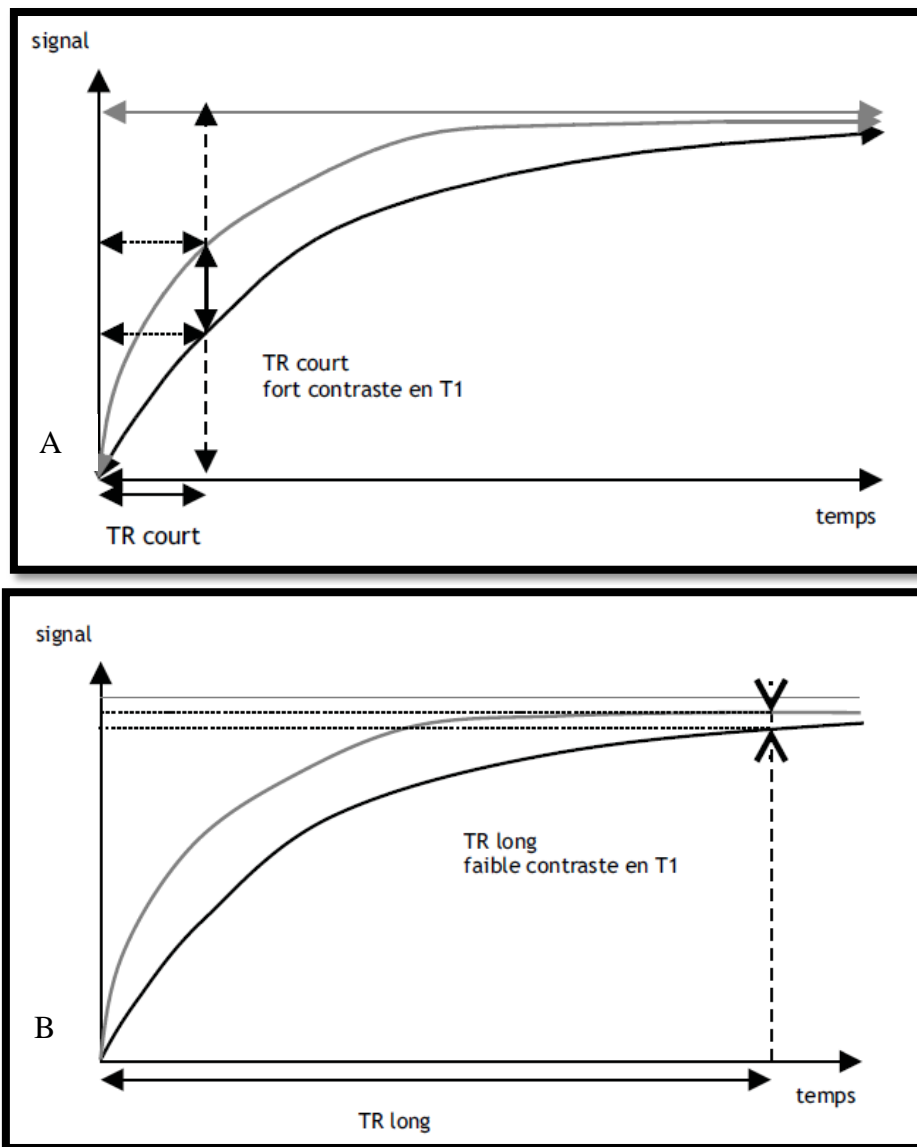 signal
TR court
fort contraste en T1
A
temps
TR court
signal
TR long
faible contraste en T1
B
temps
TR long